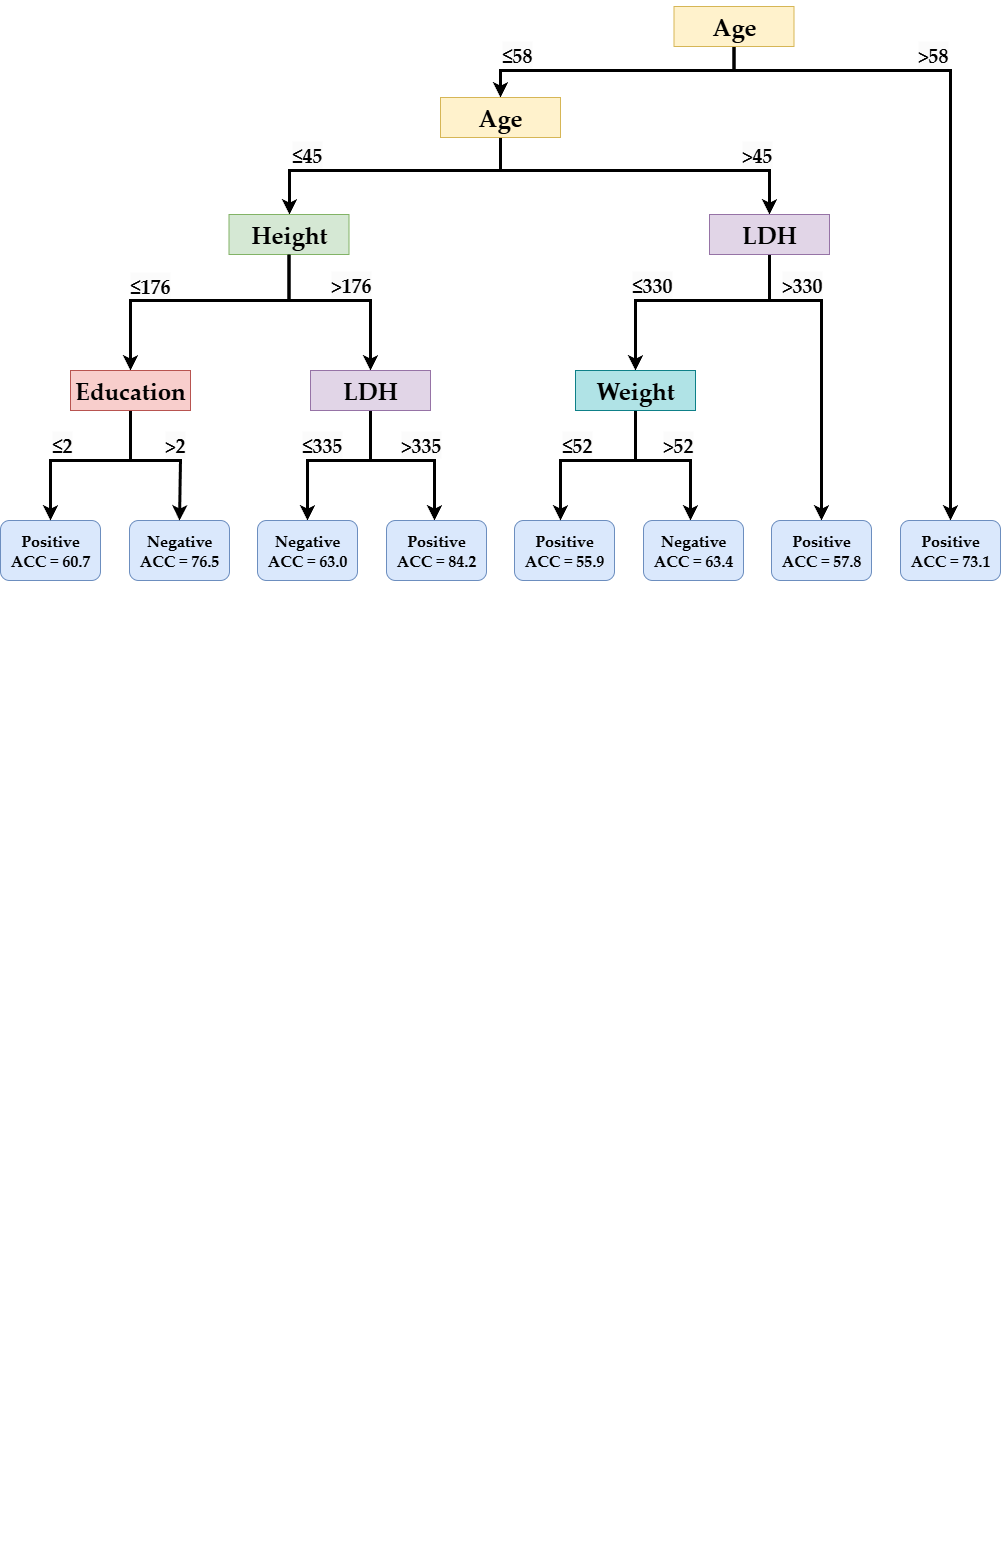 Age
≤58
>58
Age
≤45
>45
Height
LDH
≤176
>176
≤330
>330
Education
LDH
Weight
≤2
>2
≤335
>335
≤52
>52
Positive
ACC = 60.7
Negative
ACC = 76.5
Negative
ACC = 63.0
Positive
ACC = 84.2
Positive
ACC = 55.9
Negative
ACC = 63.4
Positive
ACC = 57.8
Positive
ACC = 73.1